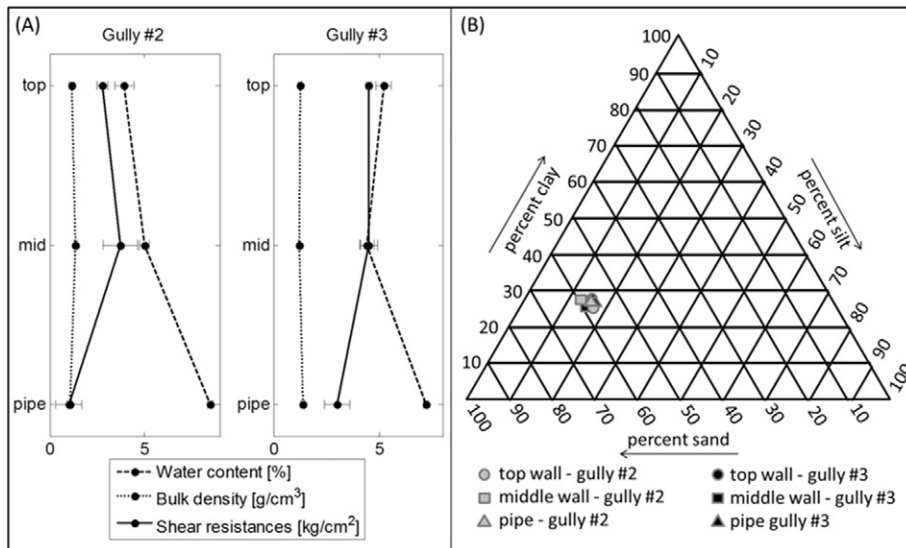 (A)
Gully #2
Gully #3
top
mid
pipe
0
5
top
mid
pipe
0
5
Water content [%]
Bulk density [g/cm³]
Shear resistances [kg/cm²]
(B)
100
90
80
70
60
50
40
30
20
10
percent clay
10
20
30
40
50
60
70
80
90
100
percent silt
100
90
80
70
60
50
40
30
20
10
percent sand
top wall - gully #2
middle wall - gully #2
pipe - gully #2
top wall - gully #3
middle wall - gully #3
pipe gully #3